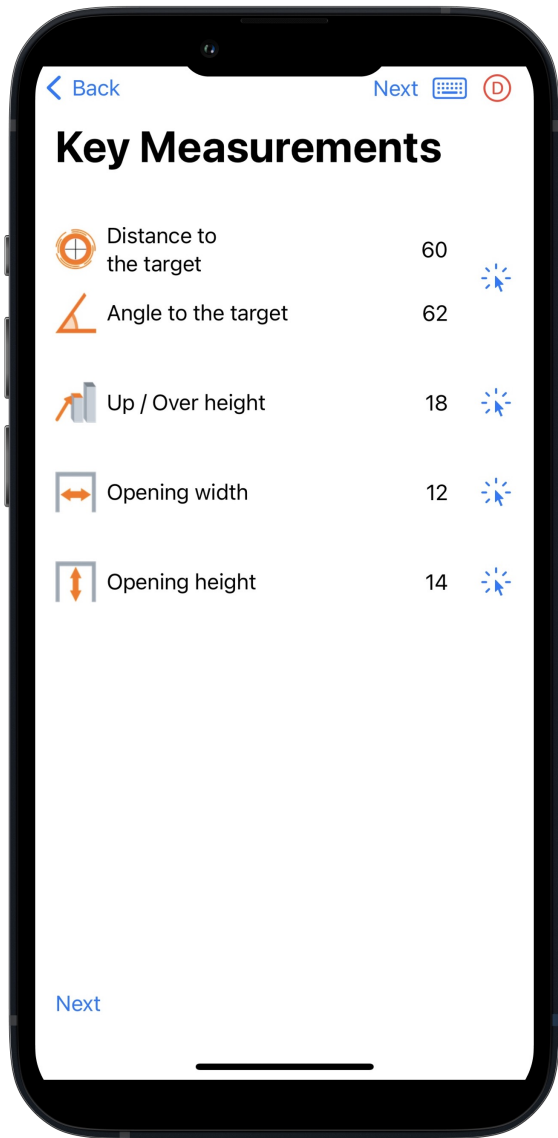 Back
Next
D
Key Measurements
Distance to
the target
60
Angle to the target
62
Up / Over height
18
Opening width
12
Opening height
14
Next